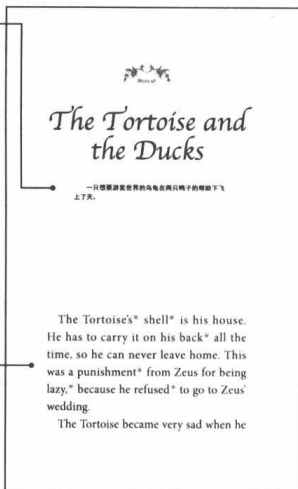 Story of
The Tortoise and
the Ducks
一只想要游览世界的乌龟在两只鸭子的帮助下飞
上了天。
The Tortoise's* shell* is his house.
He has to carry it on his back* all the
time, so he can never leave home. This
was a punishment* from Zeus for being
lazy,* because he refused* to go to Zeus'
wedding.
The Tortoise became very sad when he